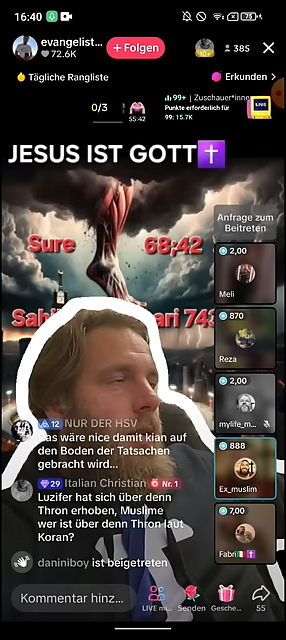 16:40
75
evangelist...
72.6K
+ Folgen
10+
385
Tägliche Rangliste
Erkunden >
0/3
55:42
99+ | Zuschauer*innen
Punkte erforderlich für
99: 15.7K
LIVE
JESUS IST GOTT✝️
Anfrage zum
Beitreten
Sure 68;42
2,00
Meli
870
Reza
2,00
mylife_m...
888
Ex_muslim
7,00
Fabri🇮🇹✝️
12 NUR DER HSV
Das wäre nice damit kian auf
den Boden der Tatsachen
gebracht wird...
29 Italian Christian Nr. 1
Luzifer hat sich über denn
Thron erhoben, Muslime
wer ist über denn Thron laut
Koran?
daniniboy ist beigetreten
Kommentar hinz...
LIVE mi...
Senden
Gesche...
55